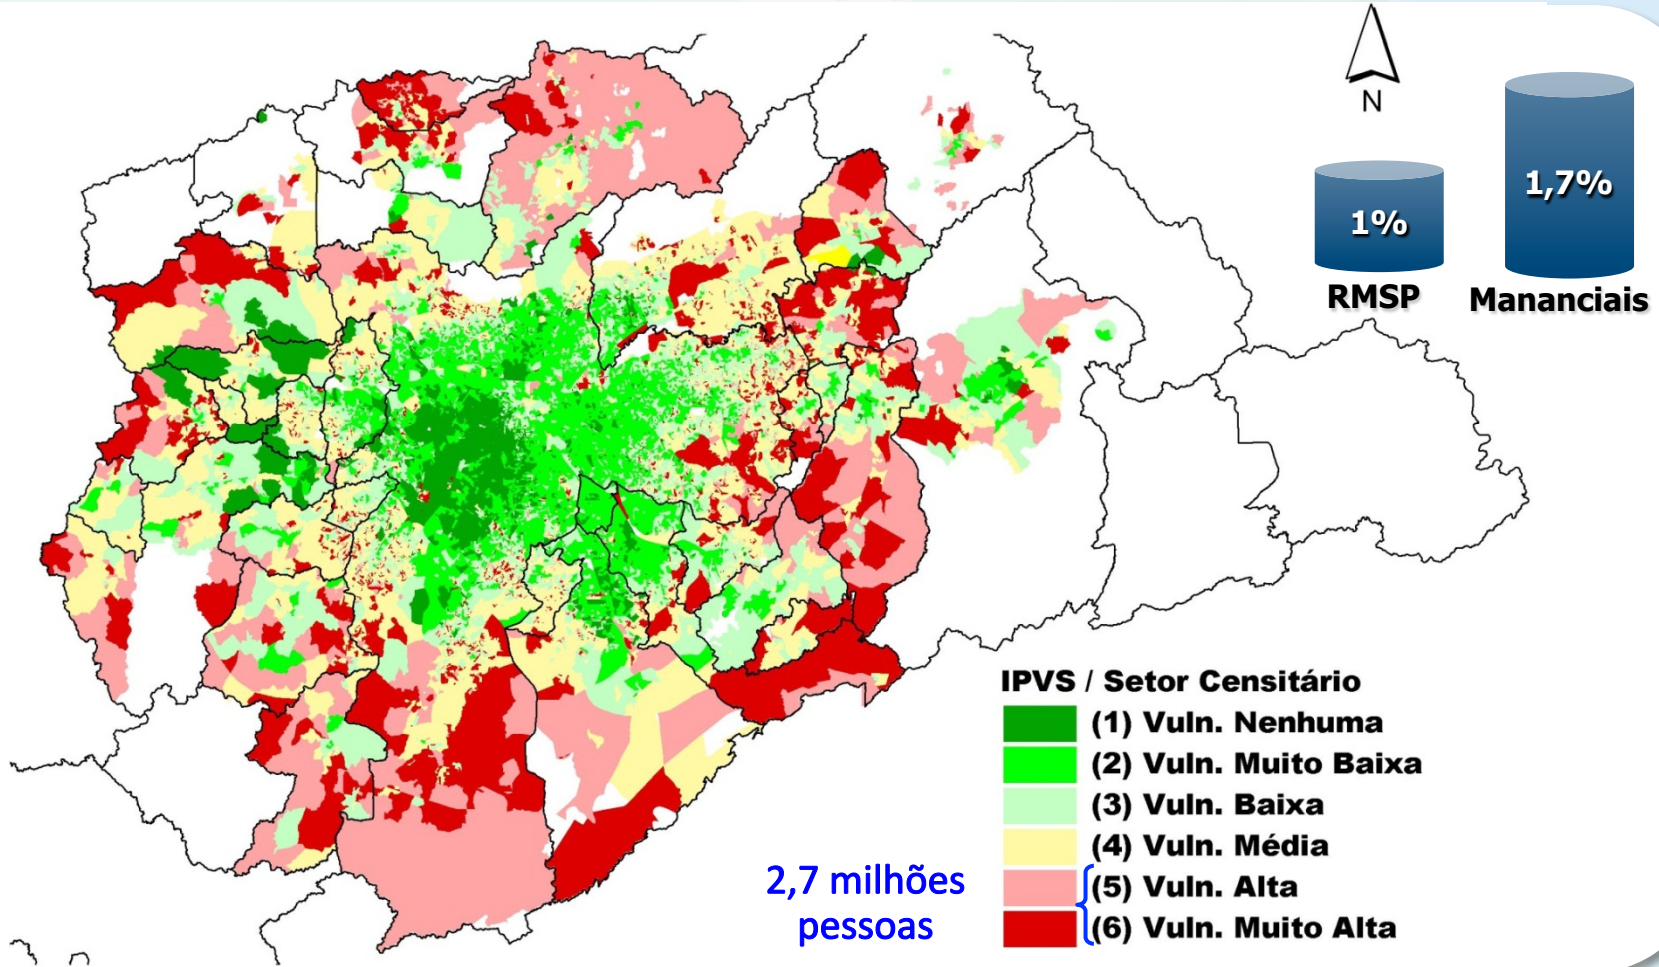 N
1%
RMSP
1,7%
Mananciais
IPVS / Setor Censitário
(1) Vuln. Nenhuma
(2) Vuln. Muito Baixa
(3) Vuln. Baixa
(4) Vuln. Média
(5) Vuln. Alta
(6) Vuln. Muito Alta
2,7 milhões
pessoas